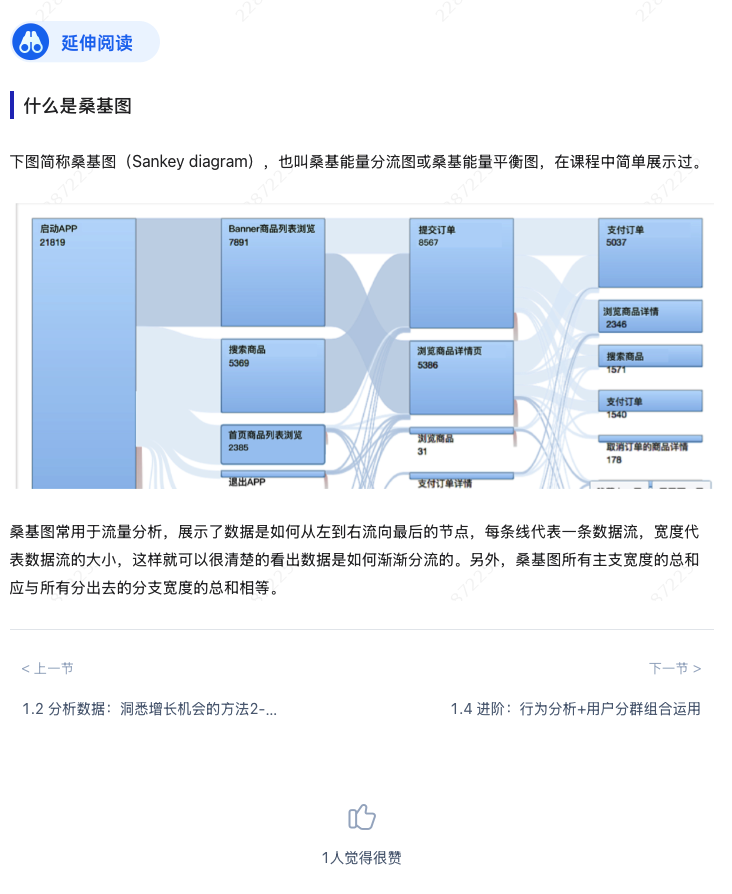 延伸阅读
什么是桑基图
下图简称桑基图（Sankey diagram），也叫桑基能量分流图或桑基能量平衡图，在课程中简单展示过。
启动APP
21819
Banner商品列表浏览
7891
搜索商品
5369
首页商品列表浏览
2385
退出APP
提交订单
8567
浏览商品详情页
5386
浏览商品
31
支付订单详情
支付订单
5037
浏览商品详情
2346
搜索商品
1571
支付订单
1540
取消订单的商品详情
178
桑基图常用于流量分析，展示了数据是如何从左到右流向最后的节点，每条线代表一条数据流，宽度代
表数据流的大小，这样就可以很清楚的看出数据是如何渐渐分流的。另外，桑基图所有主支宽度的总和
应与所有分出去的分支宽度的总和相等。
< 上一节
下一节 >
1.2 分析数据：洞悉增长机会的方法2-...
1.4 进阶：行为分析+用户分群组合运用
1人觉得很赞